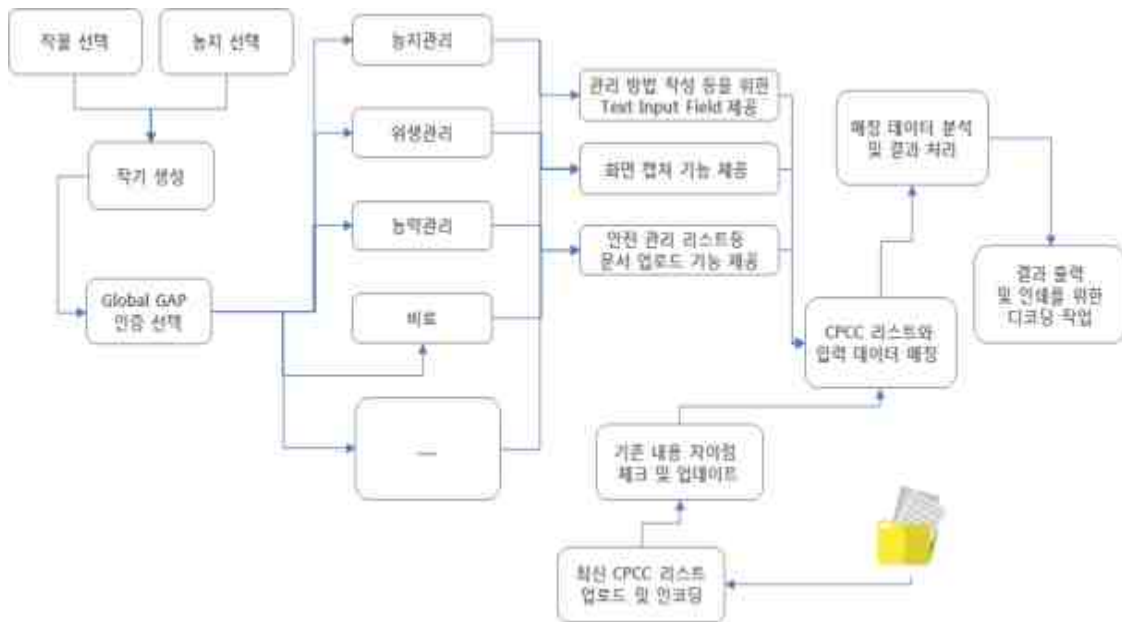 작물 선택
농지 선택
작기 생성
Global GAP
인증 선택
농지관리
위생관리
농약관리
비료
----
관리 방법 작성 등을 위한
Text Input Field 제공
화면 캡쳐 기능 제공
안전 관리 리스트등
문서 업로드 기능 제공
CPCC 리스트와
입력 데이터 매칭
매칭 데이터 분석
및 결과 처리
결과 출력
및 인쇄를 위한
디코딩 작업
기존 내용 차이점
체크 및 업데이트
최신 CPCC 리스트
업로드 및 인코딩